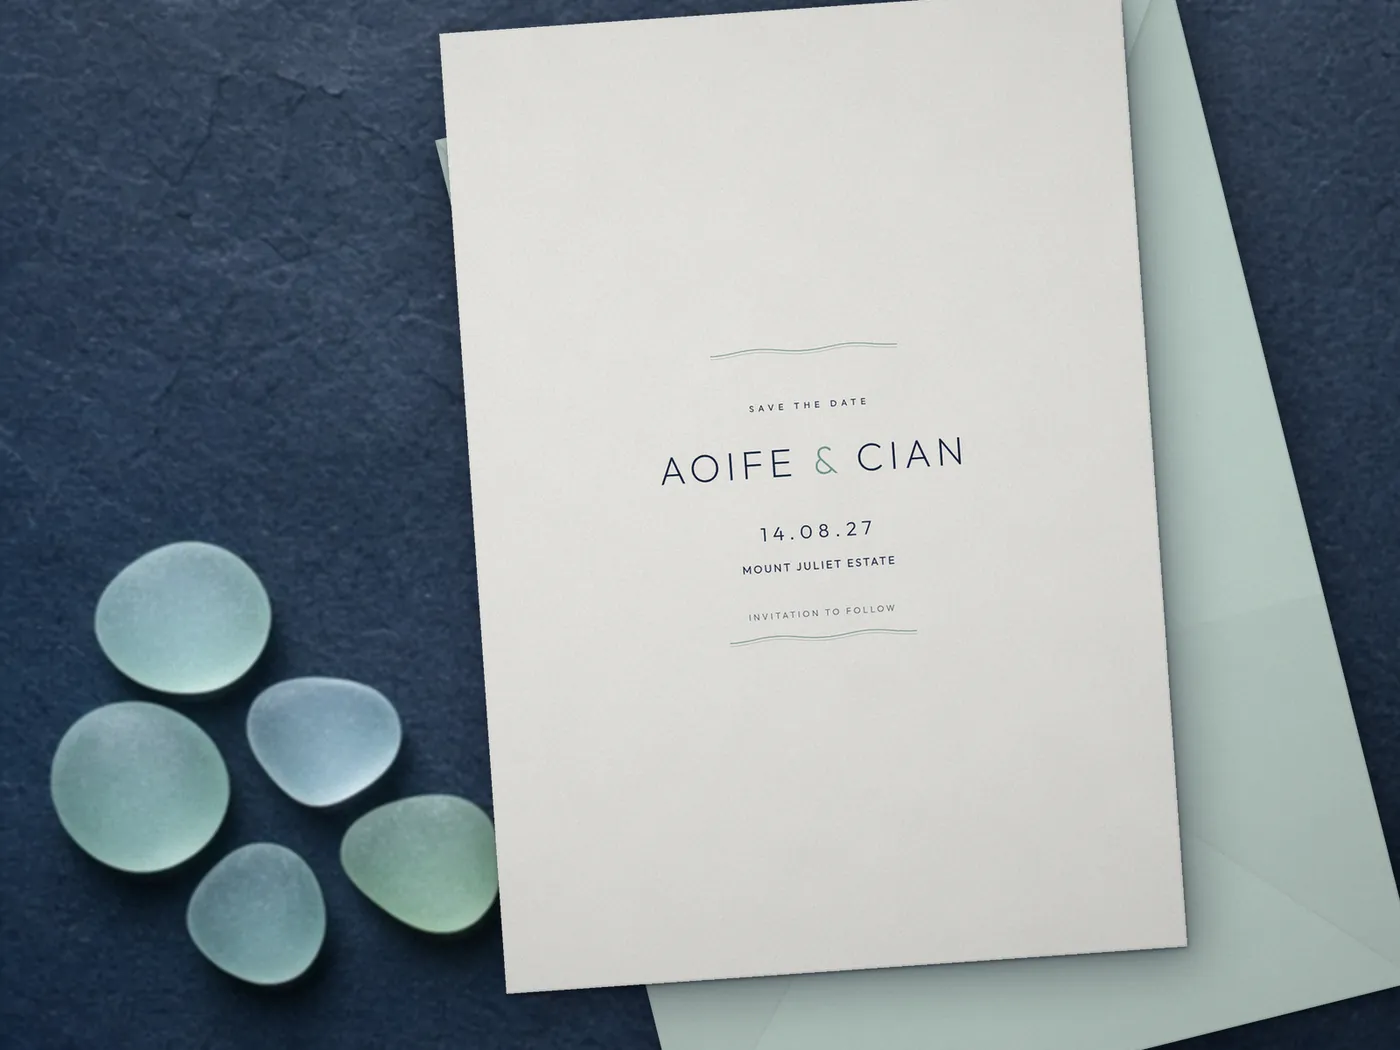 SAVE THE DATE
AOIFE & CIAN
14.08.27
MOUNT JULIET ESTATE
INVITATION TO FOLLOW